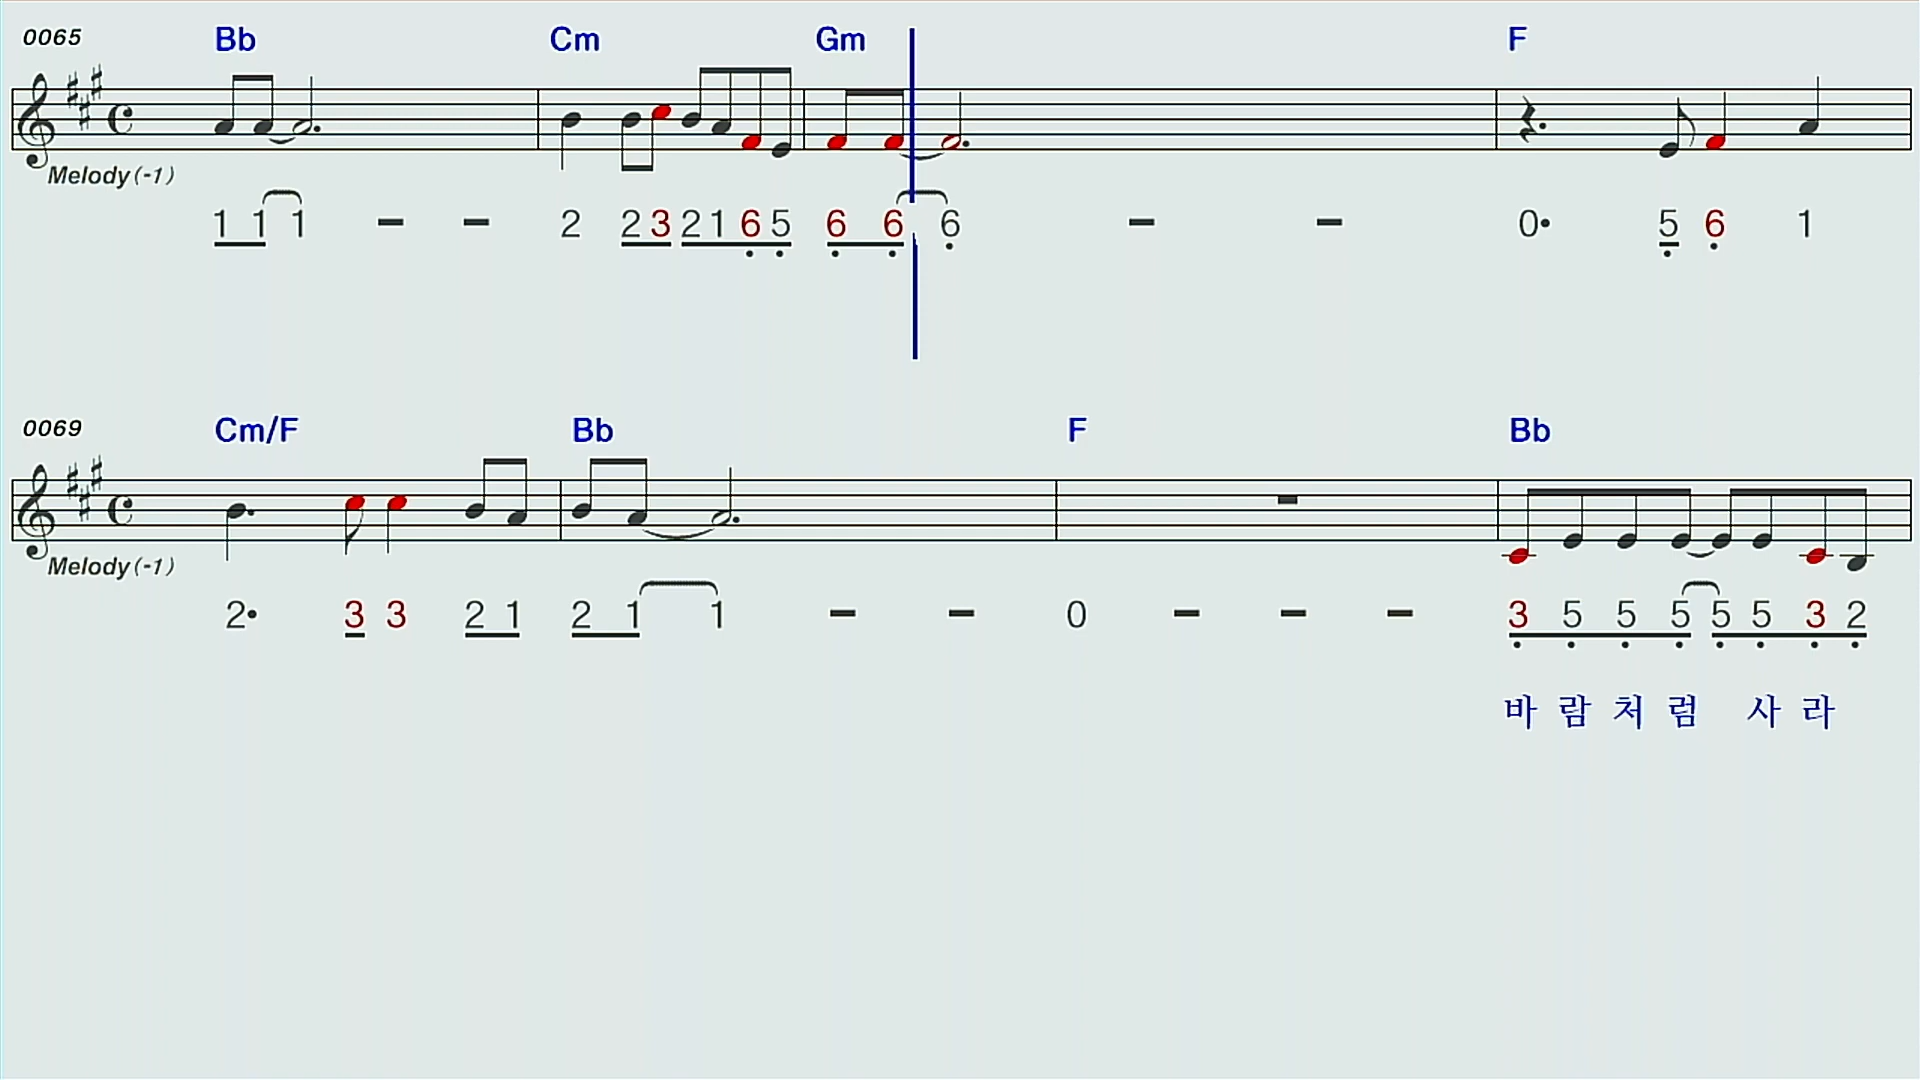 0065 Bb Cm Gm F
Melody(-1)
1 1 1 - - 2 2 3 2 1 6 5 6 6 6 - - 0• 5 6 1
0069 Cm/F Bb F Bb
Melody(-1)
2• 3 3 2 1 2 1 1 - - 0 - - - 3 5 5 5 5 5 3 2
바 람 처 럼 사 라